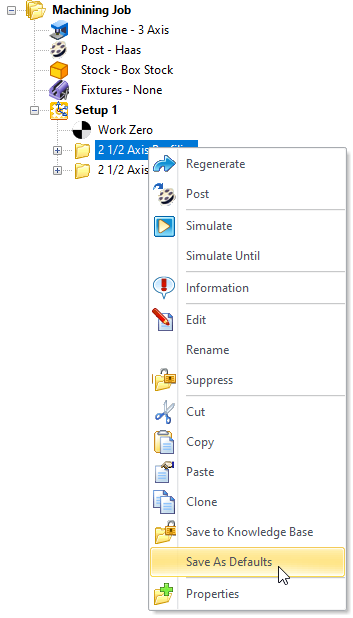 Machining Job
Machine - 3 Axis
Post - Haas
Stock - Box Stock
Fixtures - None
Setup 1
Work Zero
2 1/2 Axis
2 1/2 Axis
Regenerate
Post
Simulate
Simulate Until
Information
Edit
Rename
Suppress
Cut
Copy
Paste
Clone
Save to Knowledge Base
Save As Defaults
Properties